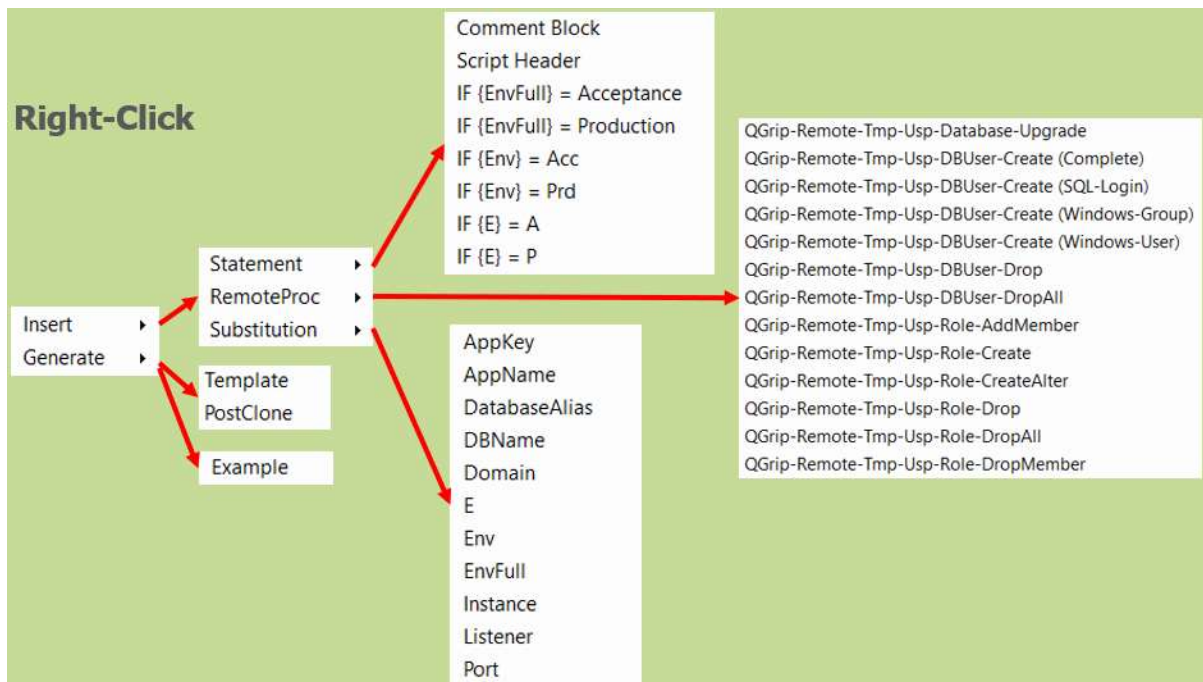 Right-Click
Insert
Generate
Statement
RemoteProc
Substitution
Template
PostClone
Example
Comment Block
Script Header
IF {EnvFull} = Acceptance
IF {EnvFull} = Production
IF {Env} = Acc
IF {Env} = Prd
IF {E} = A
IF {E} = P
AppKey
AppName
DatabaseAlias
DBName
Domain
E
Env
EnvFull
Instance
Listener
Port
QGrip-Remote-Tmp-Usp-Database-Upgrade
QGrip-Remote-Tmp-Usp-DBUser-Create (Complete)
QGrip-Remote-Tmp-Usp-DBUser-Create (SQL-Login)
QGrip-Remote-Tmp-Usp-DBUser-Create (Windows-Group)
QGrip-Remote-Tmp-Usp-DBUser-Create (Windows-User)
QGrip-Remote-Tmp-Usp-DBUser-Drop
QGrip-Remote-Tmp-Usp-DBUser-DropAll
QGrip-Remote-Tmp-Usp-Role-AddMember
QGrip-Remote-Tmp-Usp-Role-Create
QGrip-Remote-Tmp-Usp-Role-CreateAlter
QGrip-Remote-Tmp-Usp-Role-Drop
QGrip-Remote-Tmp-Usp-Role-DropAll
QGrip-Remote-Tmp-Usp-Role-DropMember